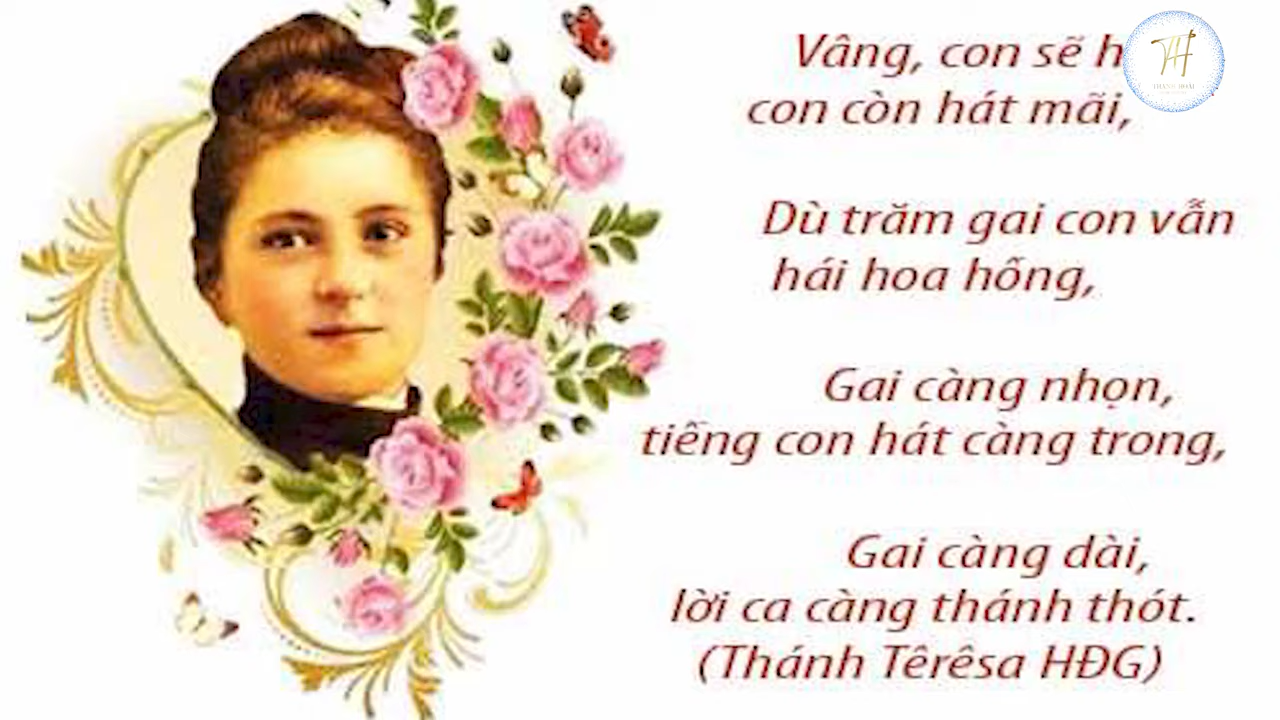 Vâng, con sẽ
con còn hát mãi,
Dù trăm gai con vẫn
hái hoa hồng,
Gai càng nhọn,
tiếng con hát càng trong,
Gai càng dài,
lời ca càng thánh thót.
(Thánh Têrêsa HĐG)